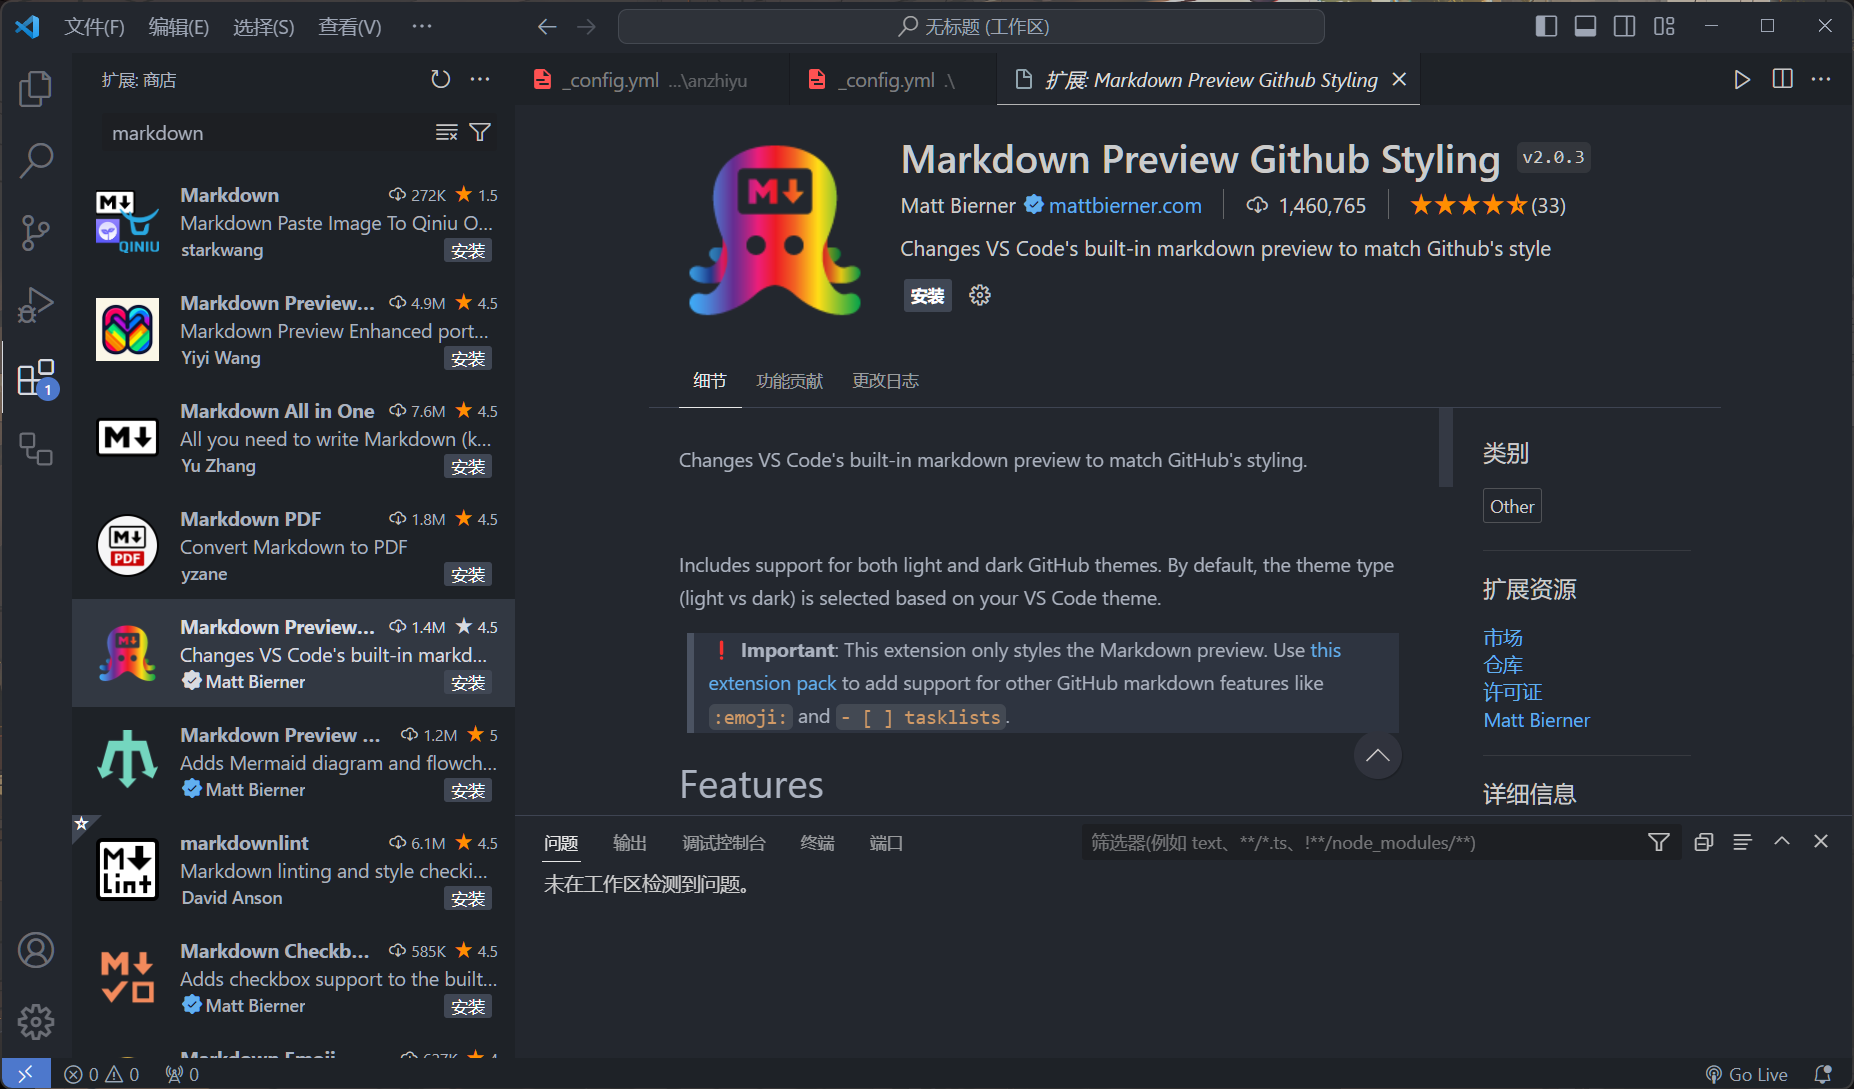 文件(F) 编辑(E) 选择(S) 查看(V) ··· 无标题 (工作区)
扩展: 商店
markdown
Markdown 272K 1.5
Markdown Paste Image To Qiniu O...
starkwang 安装
M↓ QINIU
Markdown Preview... 4.9M 4.5
Markdown Preview Enhanced port...
Yiyi Wang 安装
Markdown All in One 7.6M 4.5
All you need to write Markdown (k...
Yu Zhang 安装
M↓
Markdown PDF 1.8M 4.5
Convert Markdown to PDF
yzane 安装
M↓ PDF
Markdown Preview... 1.4M 4.5
Changes VS Code's built-in markd...
Matt Bierner 安装
M↓
Markdown Preview ... 1.2M 5
Adds Mermaid diagram and flowch...
Matt Bierner 安装
markdownlint 6.1M 4.5
Markdown linting and style checki...
David Anson 安装
M↓ lint
Markdown Checkb... 585K 4.5
Adds checkbox support to the built...
Matt Bierner 安装
M↓
1
_config.yml ...\anzhiyu _config.yml .\ 扩展: Markdown Preview Github Styling
M↓
Markdown Preview Github Styling v2.0.3
Matt Bierner mattbierner.com 1,460,765 (33)
Changes VS Code's built-in markdown preview to match Github's style
安装
细节 功能贡献 更改日志
Changes VS Code's built-in markdown preview to match GitHub's styling.
Includes support for both light and dark GitHub themes. By default, the theme type
(light vs dark) is selected based on your VS Code theme.
❗ Important: This extension only styles the Markdown preview. Use this
extension pack to add support for other GitHub markdown features like
:emoji: and - [ ] tasklists.
Features
类别
Other
扩展资源
市场
仓库
许可证
Matt Bierner
详细信息
问题 输出 调试控制台 终端 端口 筛选器(例如 text、**/*.ts、!**/node_modules/**)
未在工作区检测到问题。
0 0 0 Go Live